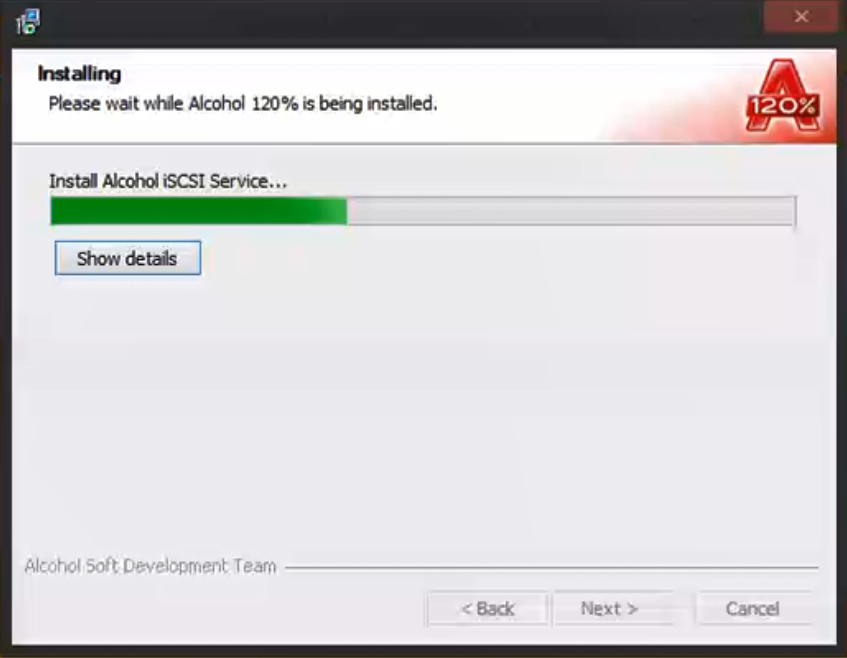 Installing
Please wait while Alcohol 120% is being installed.
A
120%
Install Alcohol iSCSI Service...
Show details
Alcohol Soft Development Team
< Back
Next >
Cancel